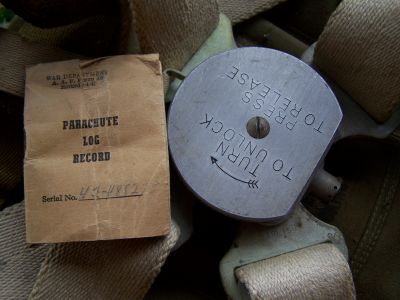 WAR DEPARTMENT
PARACHUTE
LOG
RECORD
Serial No.
TURN
TO UNLOCK
PRESS
TO RELEASE